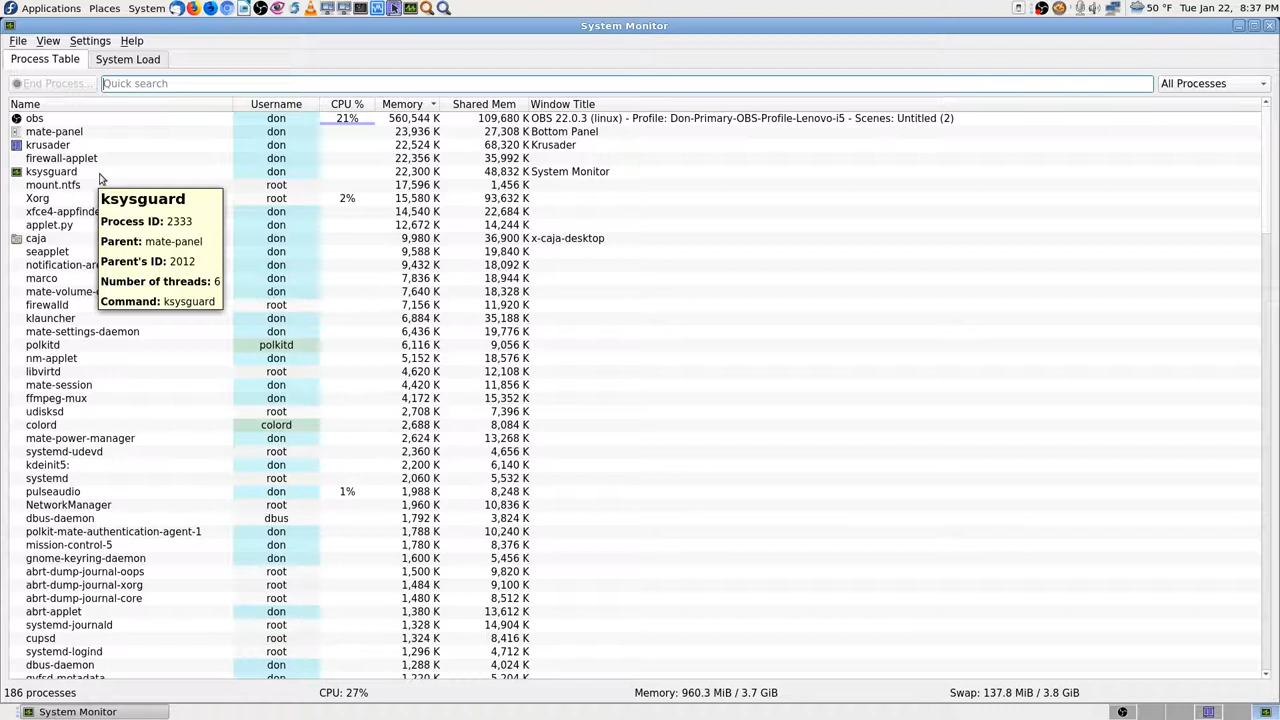 Applications Places System 50 °F Tue Jan 22, 8:37 PM
System Monitor
File View Settings Help
Process Table System Load
End Process... Quick search All Processes
Name Username CPU % Memory Shared Mem Window Title
obs don 21% 560,544 K 109,680 K OBS 22.0.3 (linux) - Profile: Don-Primary-OBS-Profile-Lenovo-i5 - Scenes: Untitled (2)
mate-panel don 23,936 K 27,308 K Bottom Panel
krusader don 22,524 K 68,320 K Krusader
firewall-applet don 22,356 K 35,992 K
ksysguard don 22,300 K 48,832 K System Monitor
mount.ntfs root 17,596 K 1,456 K
Xorg root 2% 15,580 K 93,632 K
xfce4-appfinde don 14,540 K 22,684 K
applet.py don 12,672 K 14,244 K
caja don 9,980 K 36,900 K x-caja-desktop
seapplet don 9,588 K 19,840 K
notification-are don 9,432 K 18,092 K
marco don 7,836 K 18,944 K
mate-volume-c don 7,640 K 18,328 K
firewalld root 7,156 K 11,920 K
klauncher don 6,884 K 35,188 K
mate-settings-daemon don 6,436 K 19,776 K
polkitd polkitd 6,116 K 9,056 K
nm-applet don 5,152 K 18,576 K
libvirtd root 4,620 K 12,108 K
mate-session don 4,420 K 11,856 K
ffmpeg-mux don 4,172 K 15,352 K
udisksd root 2,708 K 7,396 K
colord colord 2,688 K 8,084 K
mate-power-manager don 2,624 K 13,268 K
systemd-udevd root 2,360 K 4,656 K
kdeinit5: don 2,200 K 6,140 K
systemd root 2,060 K 5,532 K
pulseaudio don 1% 1,988 K 8,248 K
NetworkManager root 1,960 K 10,836 K
dbus-daemon dbus 1,792 K 3,824 K
polkit-mate-authentication-agent-1 don 1,788 K 10,240 K
mission-control-5 don 1,780 K 8,376 K
gnome-keyring-daemon don 1,600 K 5,456 K
abrt-dump-journal-oops root 1,500 K 9,820 K
abrt-dump-journal-xorg root 1,484 K 9,100 K
abrt-dump-journal-core root 1,480 K 8,512 K
abrt-applet don 1,380 K 13,612 K
systemd-journald root 1,328 K 14,904 K
cupsd root 1,324 K 8,416 K
systemd-logind root 1,296 K 4,712 K
dbus-daemon don 1,288 K 4,024 K
gvfsd-metadata don 1,220 K 5,204 K
ksysguard
Process ID: 2333
Parent: mate-panel
Parent's ID: 2012
Number of threads: 6
Command: ksysguard
186 processes CPU: 27% Memory: 960.3 MiB / 3.7 GiB Swap: 137.8 MiB / 3.8 GiB
System Monitor